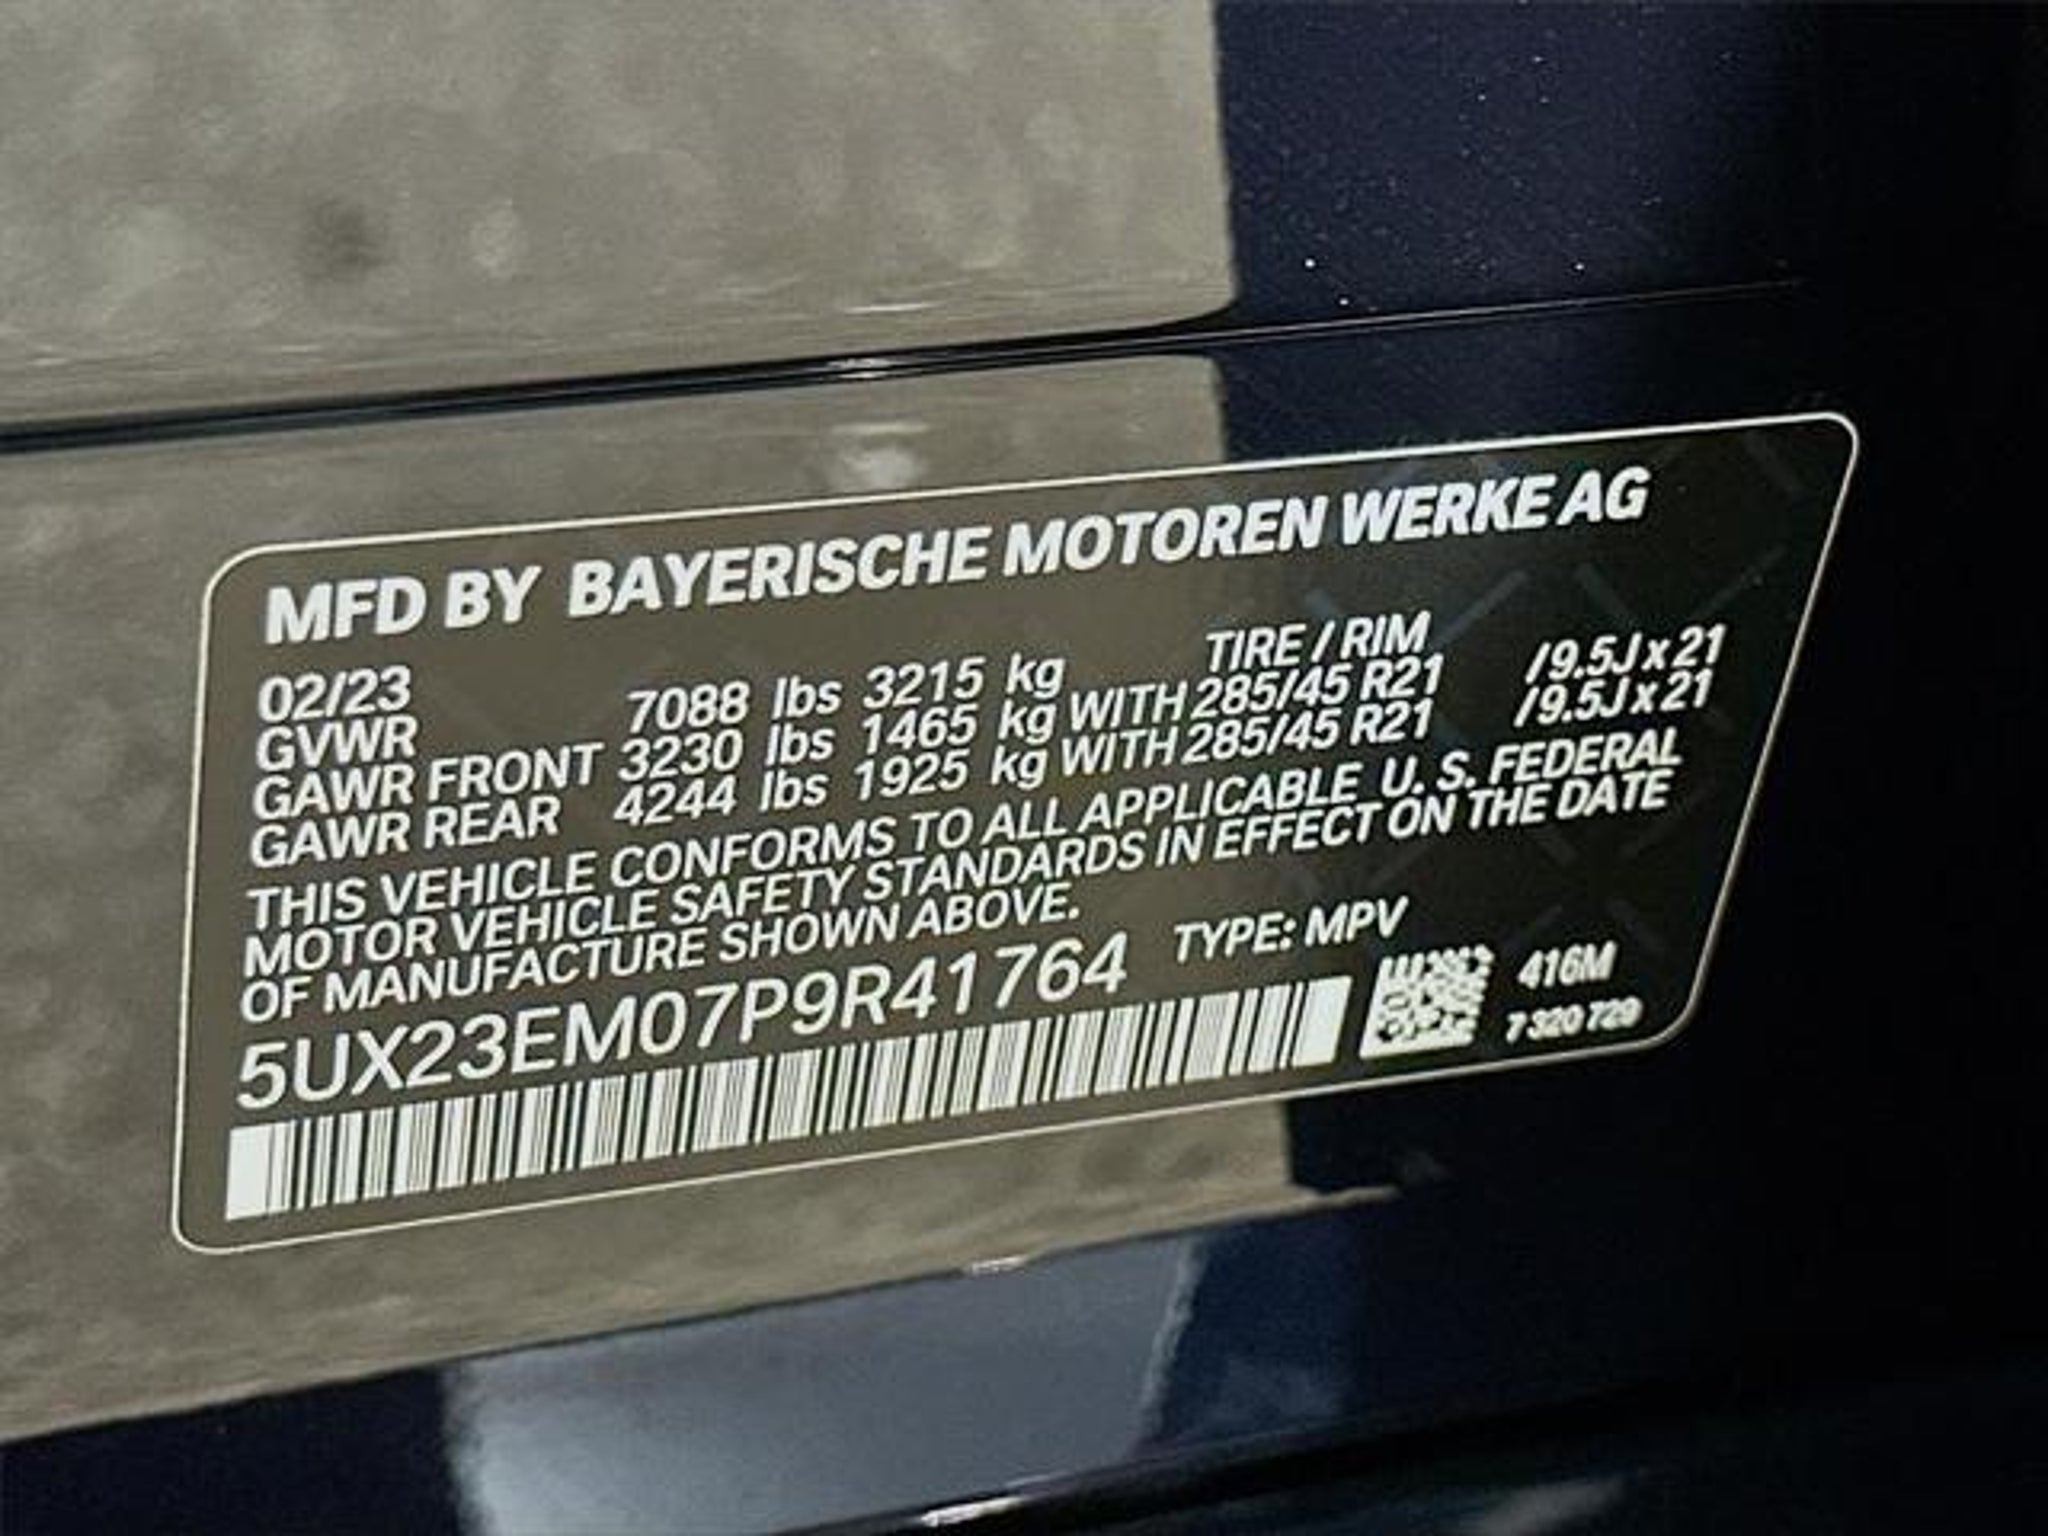 MFD BY BAYERISCHE MOTOREN WERKE AG
02/23 TIRE / RIM
GVWR 7088 lbs 3215 kg
GAWR FRONT 3230 lbs 1465 kg WITH 285/45 R21 /9.5J x 21
GAWR REAR 4244 lbs 1925 kg WITH 285/45 R21 /9.5J x 21
THIS VEHICLE CONFORMS TO ALL APPLICABLE U. S. FEDERAL
MOTOR VEHICLE SAFETY STANDARDS IN EFFECT ON THE DATE
OF MANUFACTURE SHOWN ABOVE.
5UX23EM07P9R41764 TYPE: MPV
416M
7 320 729